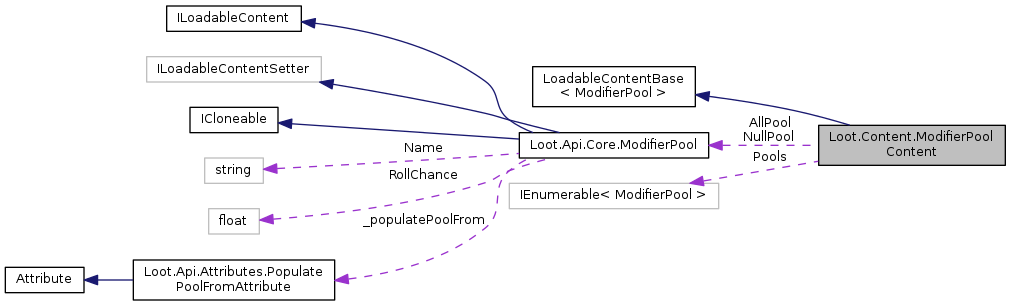 ILoadableContent
ILoadableContentSetter
LoadableContentBase
< ModifierPool >
ICloneable
AllPool
NullPool
Loot.Content.ModifierPool
Content
Loot.Api.Core.ModifierPool
Name
Pools
string
RollChance
IEnumerable< ModifierPool >
float
_populatePoolFrom
Attribute
Loot.Api.Attributes.Populate
PoolFromAttribute